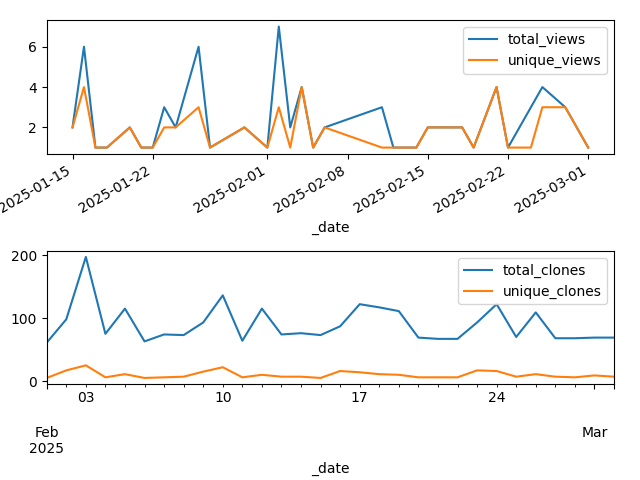 total_views
unique_views
6
4
2
2025-01-15
2025-01-22
2025-02-01
2025-02-08
2025-02-15
2025-02-22
2025-03-01
_date
total_clones
unique_clones
200
100
0
03
10
17
24
Feb
2025
Mar
_date